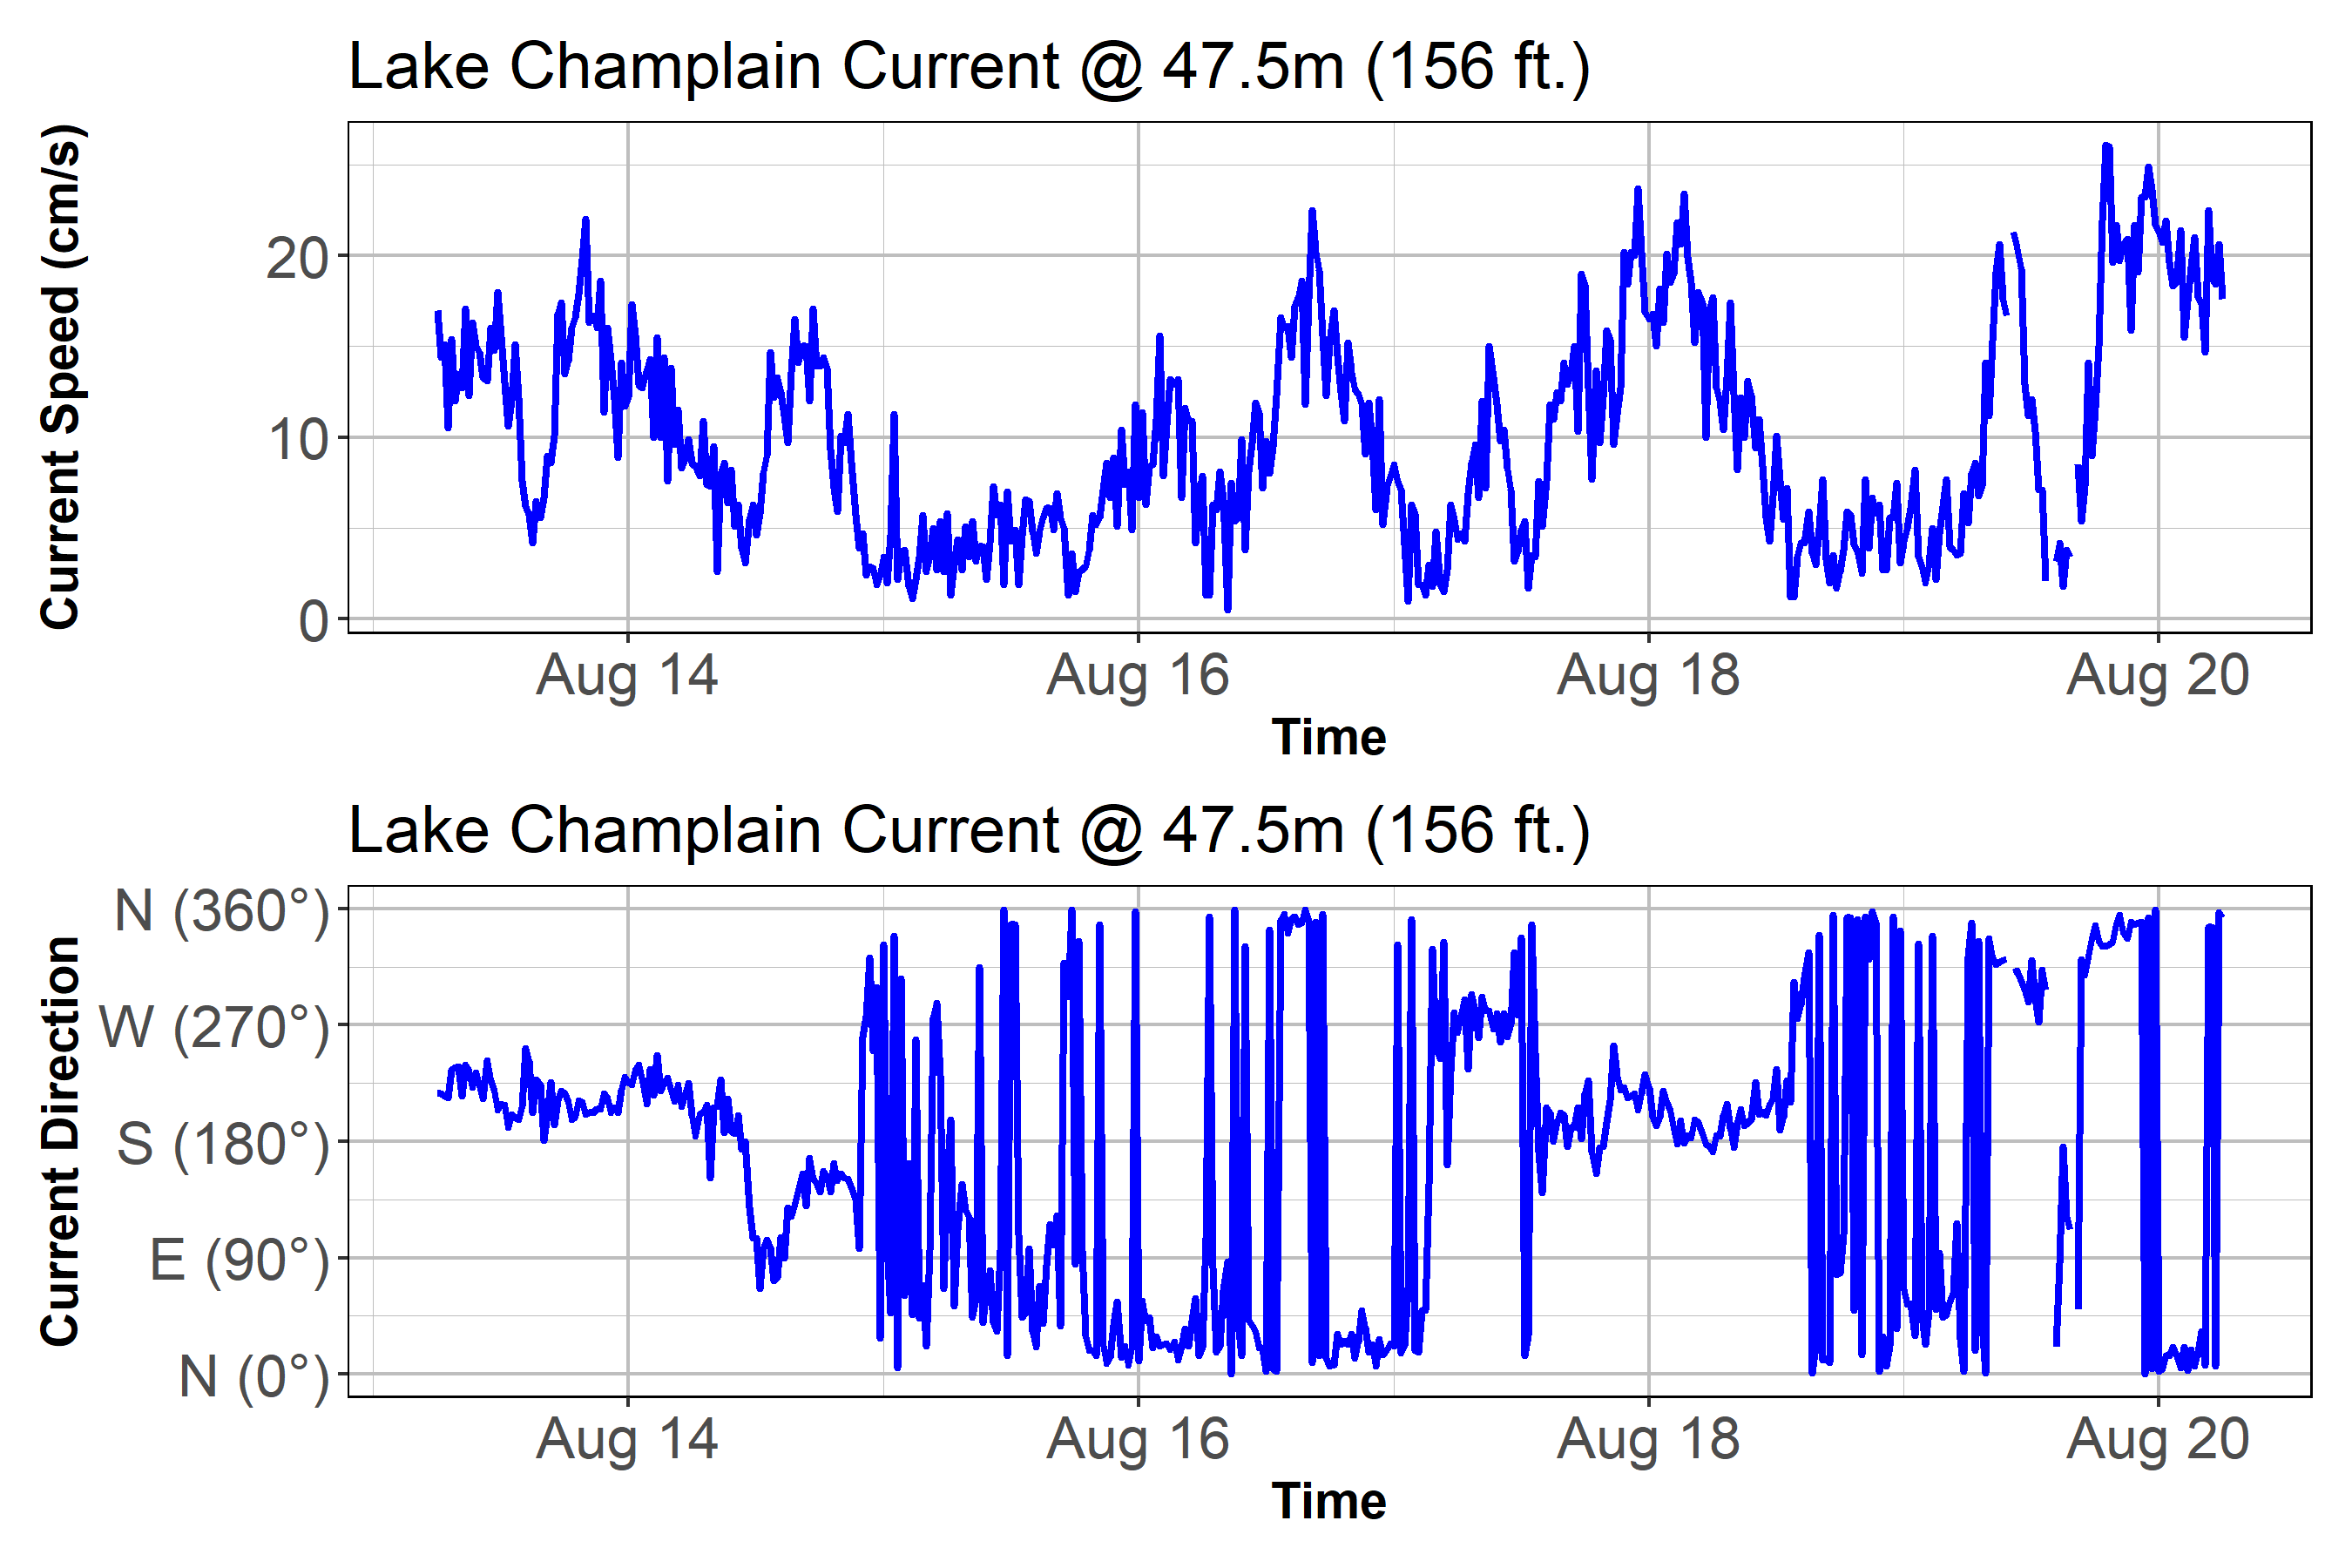 Lake Champlain Current @ 47.5m (156 ft.)
Current Speed (cm/s)
20
10
0
Aug 14 Aug 16 Aug 18 Aug 20
Time
Lake Champlain Current @ 47.5m (156 ft.)
Current Direction
N (360°)
W (270°)
S (180°)
E (90°)
N (0°)
Aug 14 Aug 16 Aug 18 Aug 20
Time